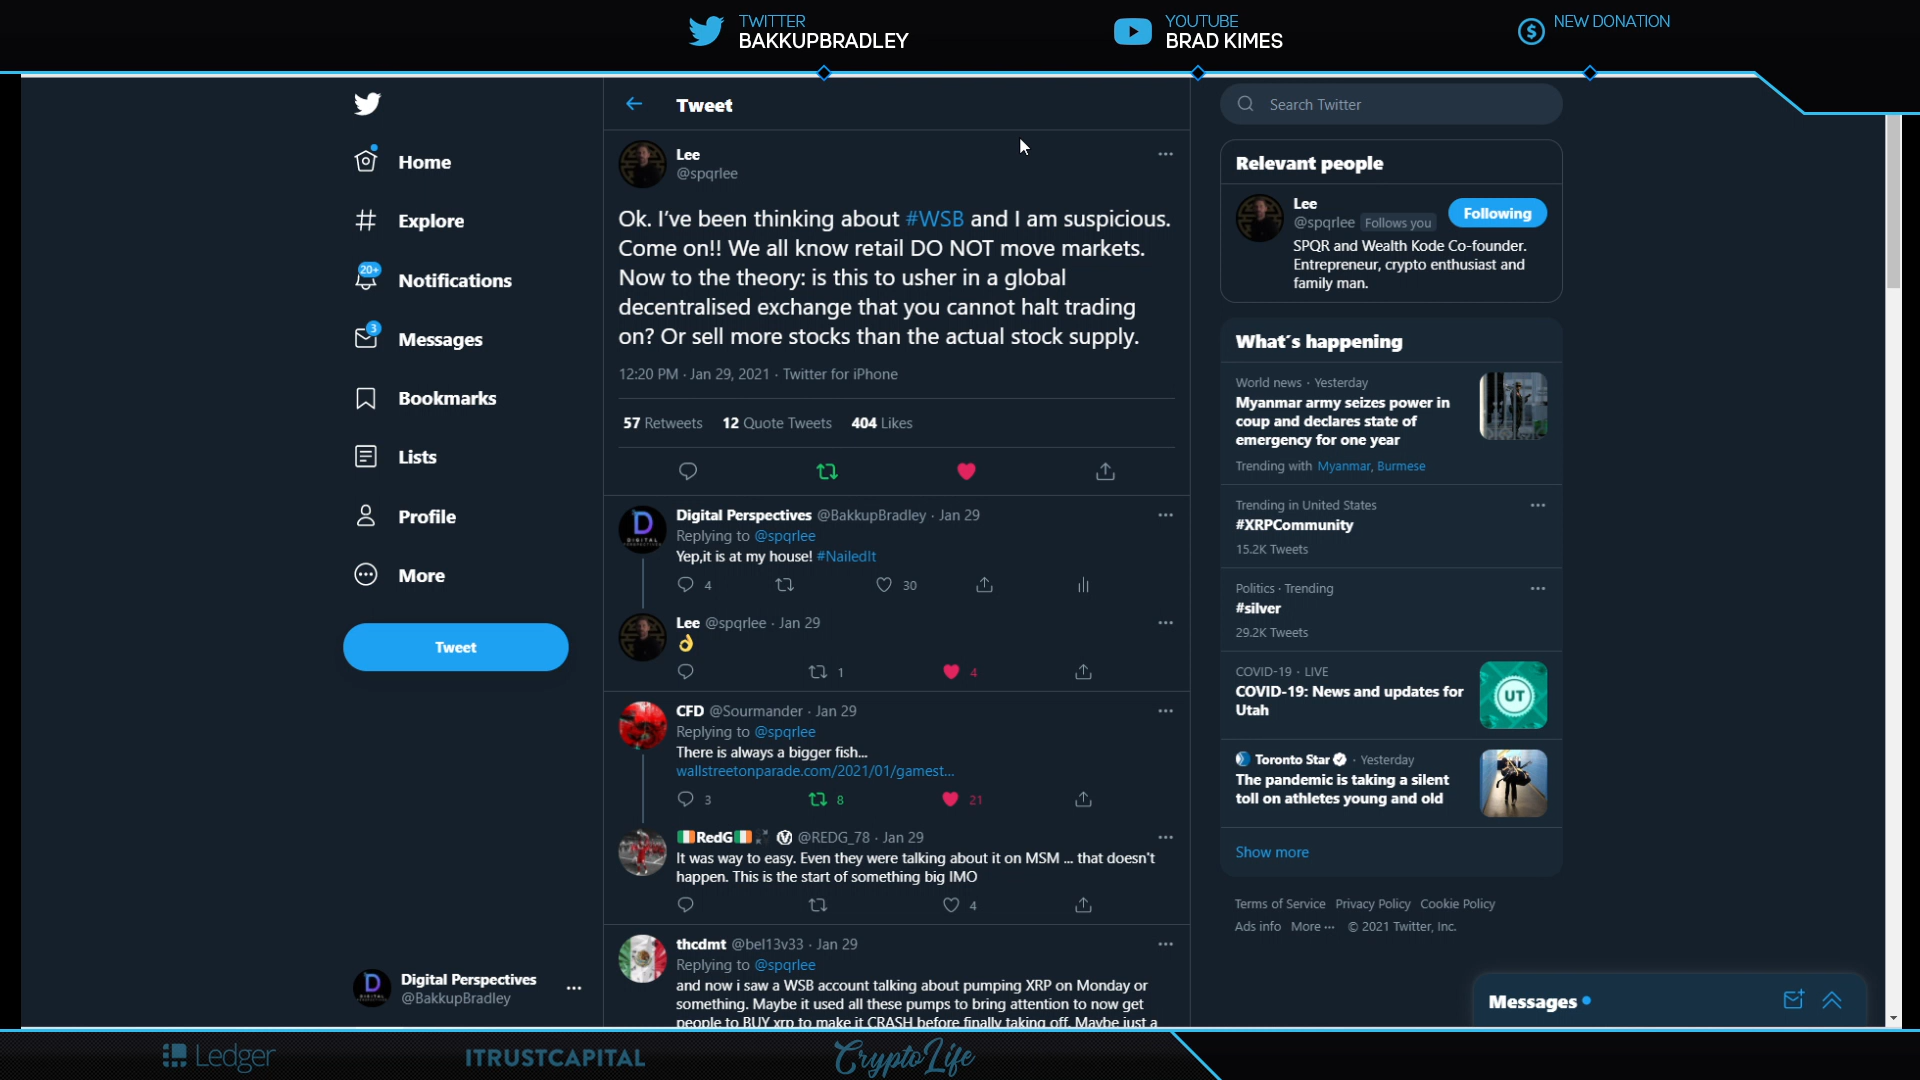 TWITTER
BAKKUPBRADLEY
YOUTUBE
BRAD KIMES
NEW DONATION
Home
Explore
20+
Notifications
3
Messages
Bookmarks
Lists
Profile
More
Tweet
Digital Perspectives
@BakkupBradley
Tweet
Lee
@spqrlee
Ok. I've been thinking about #WSB and I am suspicious.
Come on!! We all know retail DO NOT move markets.
Now to the theory: is this to usher in a global
decentralised exchange that you cannot halt trading
on? Or sell more stocks than the actual stock supply.
12:20 PM · Jan 29, 2021 · Twitter for iPhone
57 Retweets 12 Quote Tweets 404 Likes
Digital Perspectives @BakkupBradley · Jan 29
Replying to @spqrlee
Yep,it is at my house! #NailedIt
4 30
Lee @spqrlee · Jan 29
👌
1 4
CFD @Sourmander · Jan 29
Replying to @spqrlee
There is always a bigger fish...
wallstreetonparade.com/2021/01/gamest...
3 8 21
RedG @REDG_78 · Jan 29
It was way to easy. Even they were talking about it on MSM ... that doesn't
happen. This is the start of something big IMO
4
thcdmt @bel13v33 · Jan 29
Replying to @spqrlee
and now i saw a WSB account talking about pumping XRP on Monday or
something. Maybe it used all these pumps to bring attention to now get
people to BUY xrp to make it CRASH before finally taking off. Maybe just a
Search Twitter
Relevant people
Lee
@spqrlee Follows you
Following
SPQR and Wealth Kode Co-founder.
Entrepreneur, crypto enthusiast and
family man.
What's happening
World news · Yesterday
Myanmar army seizes power in
coup and declares state of
emergency for one year
Trending with Myanmar, Burmese
Trending in United States
#XRPCommunity
15.2K Tweets
Politics · Trending
#silver
29.2K Tweets
COVID-19 · LIVE
COVID-19: News and updates for
Utah
UT
Toronto Star · Yesterday
The pandemic is taking a silent
toll on athletes young and old
Show more
Terms of Service Privacy Policy Cookie Policy
Ads info More ··· © 2021 Twitter, Inc.
Messages
Ledger
ITRUSTCAPITAL
CryptoLife